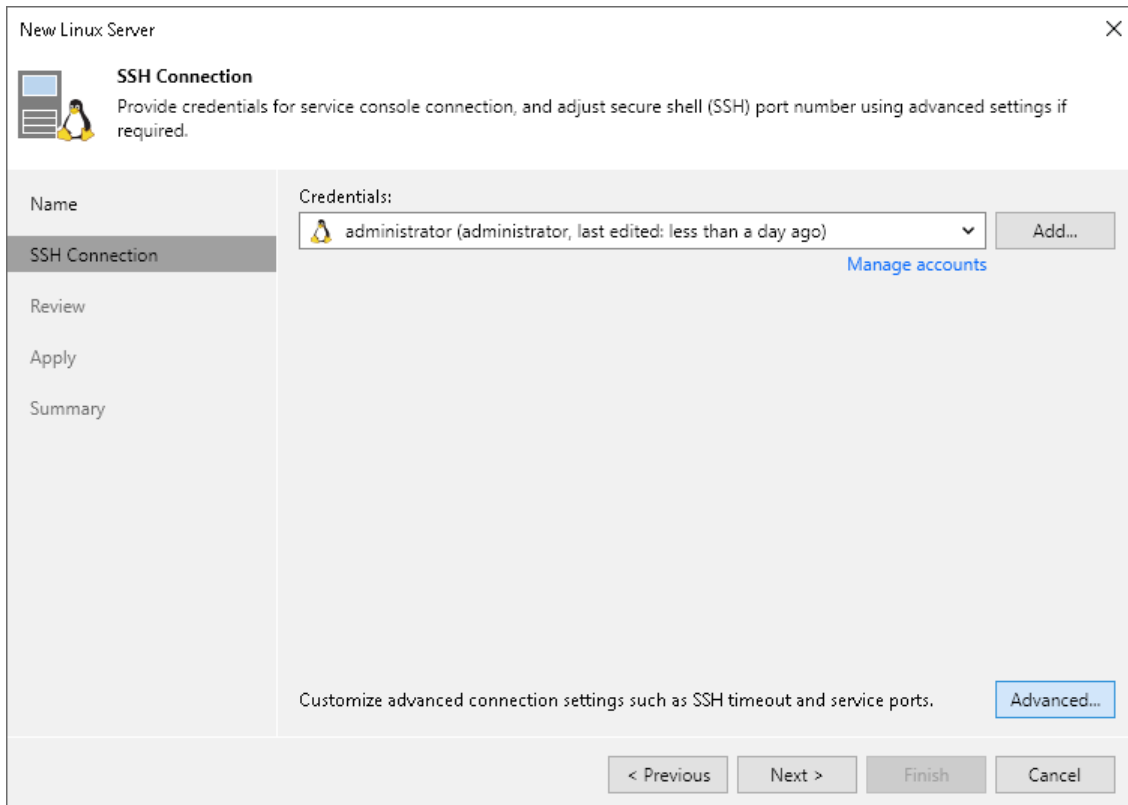 New Linux Server
SSH Connection
Provide credentials for service console connection, and adjust secure shell (SSH) port number using advanced settings if
required.
Name
SSH Connection
Review
Apply
Summary
Credentials:
administrator (administrator, last edited: less than a day ago)
Add...
Manage accounts
Customize advanced connection settings such as SSH timeout and service ports.
Advanced...
< Previous
Next >
Finish
Cancel